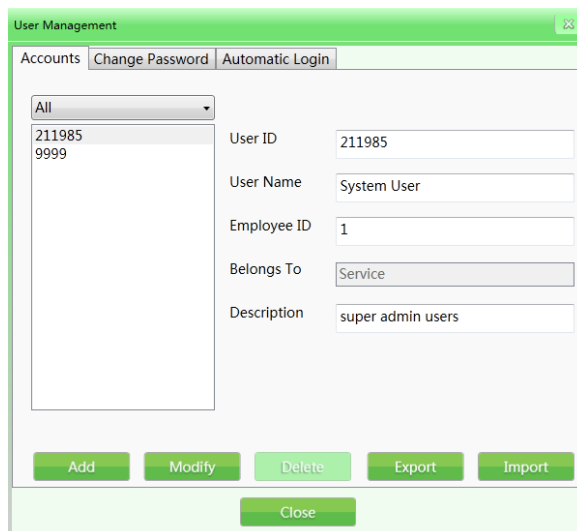 User Management
Accounts Change Password Automatic Login
All
211985
9999
User ID 211985
User Name System User
Employee ID 1
Belongs To Service
Description super admin users
Add Modify Delete Export Import
Close